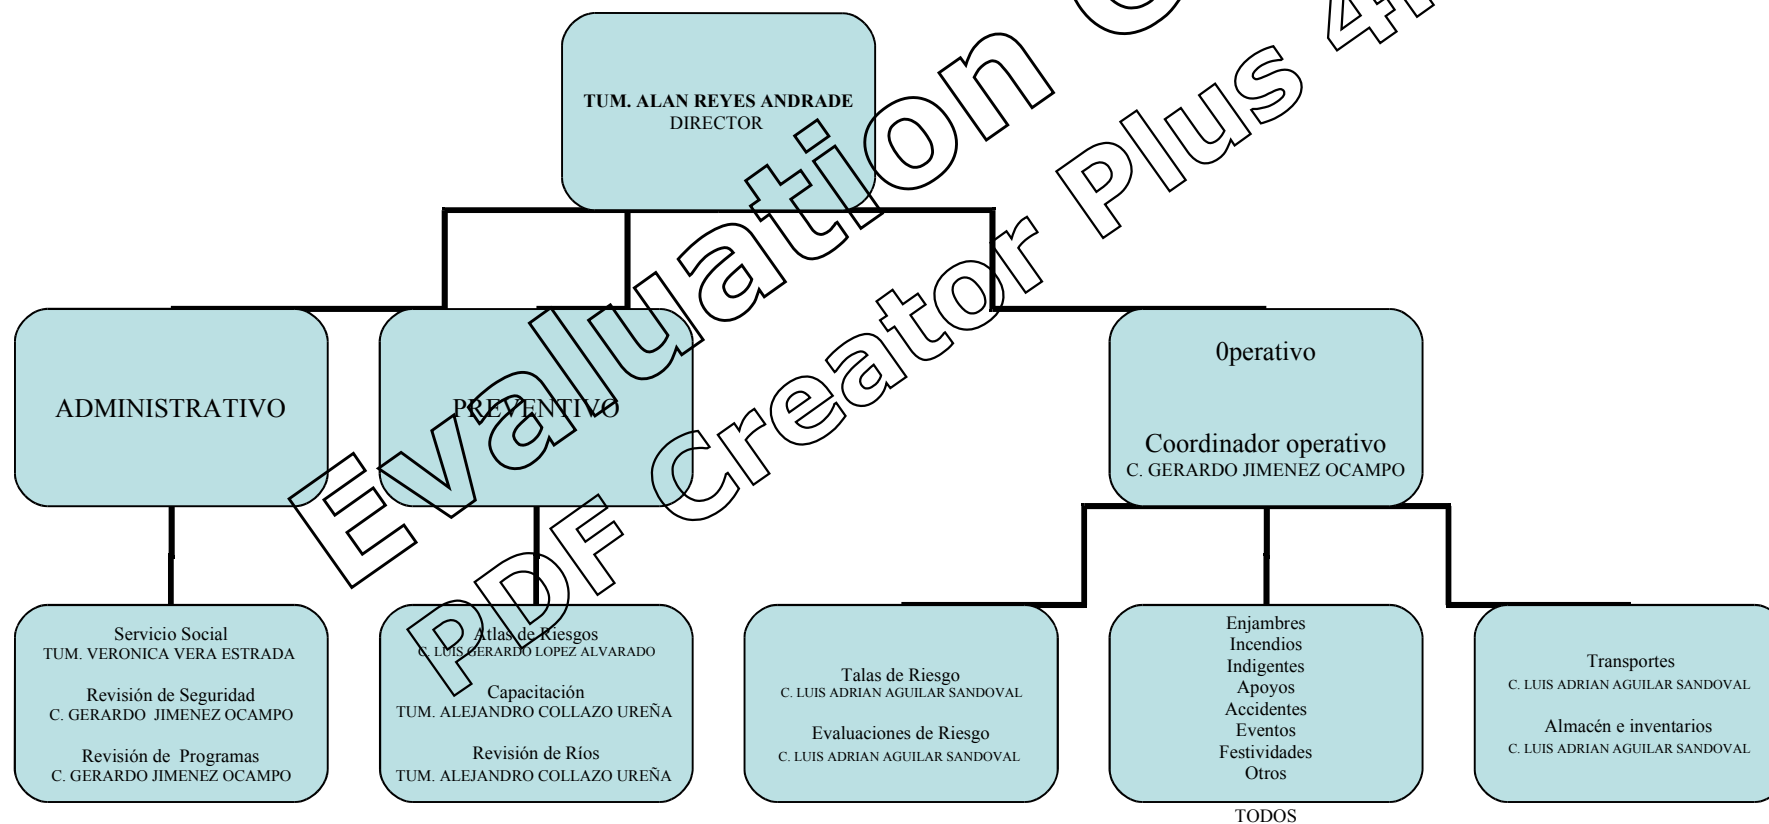 TUM. ALAN REYES ANDRADE
DIRECTOR
ADMINISTRATIVO
PREVENTIVO
0perativo
Coordinador operativo
C. GERARDO JIMENEZ OCAMPO
Servicio Social
TUM. VERONICA VERA ESTRADA
Revisión de Seguridad
C. GERARDO JIMENEZ OCAMPO
Revisión de Programas
C. GERARDO JIMENEZ OCAMPO
Atlas de Riesgos
C. LUIS GERARDO LOPEZ ALVARADO
Capacitación
TUM. ALEJANDRO COLLAZO UREÑA
Revisión de Ríos
TUM. ALEJANDRO COLLAZO UREÑA
Talas de Riesgo
C. LUIS ADRIAN AGUILAR SANDOVAL
Evaluaciones de Riesgo
C. LUIS ADRIAN AGUILAR SANDOVAL
Enjambres
Incendios
Indigentes
Apoyos
Accidentes
Eventos
Festividades
Otros
TODOS
Transportes
C. LUIS ADRIAN AGUILAR SANDOVAL
Almacén e inventarios
C. LUIS ADRIAN AGUILAR SANDOVAL
Evaluation
PDF Creator Plus